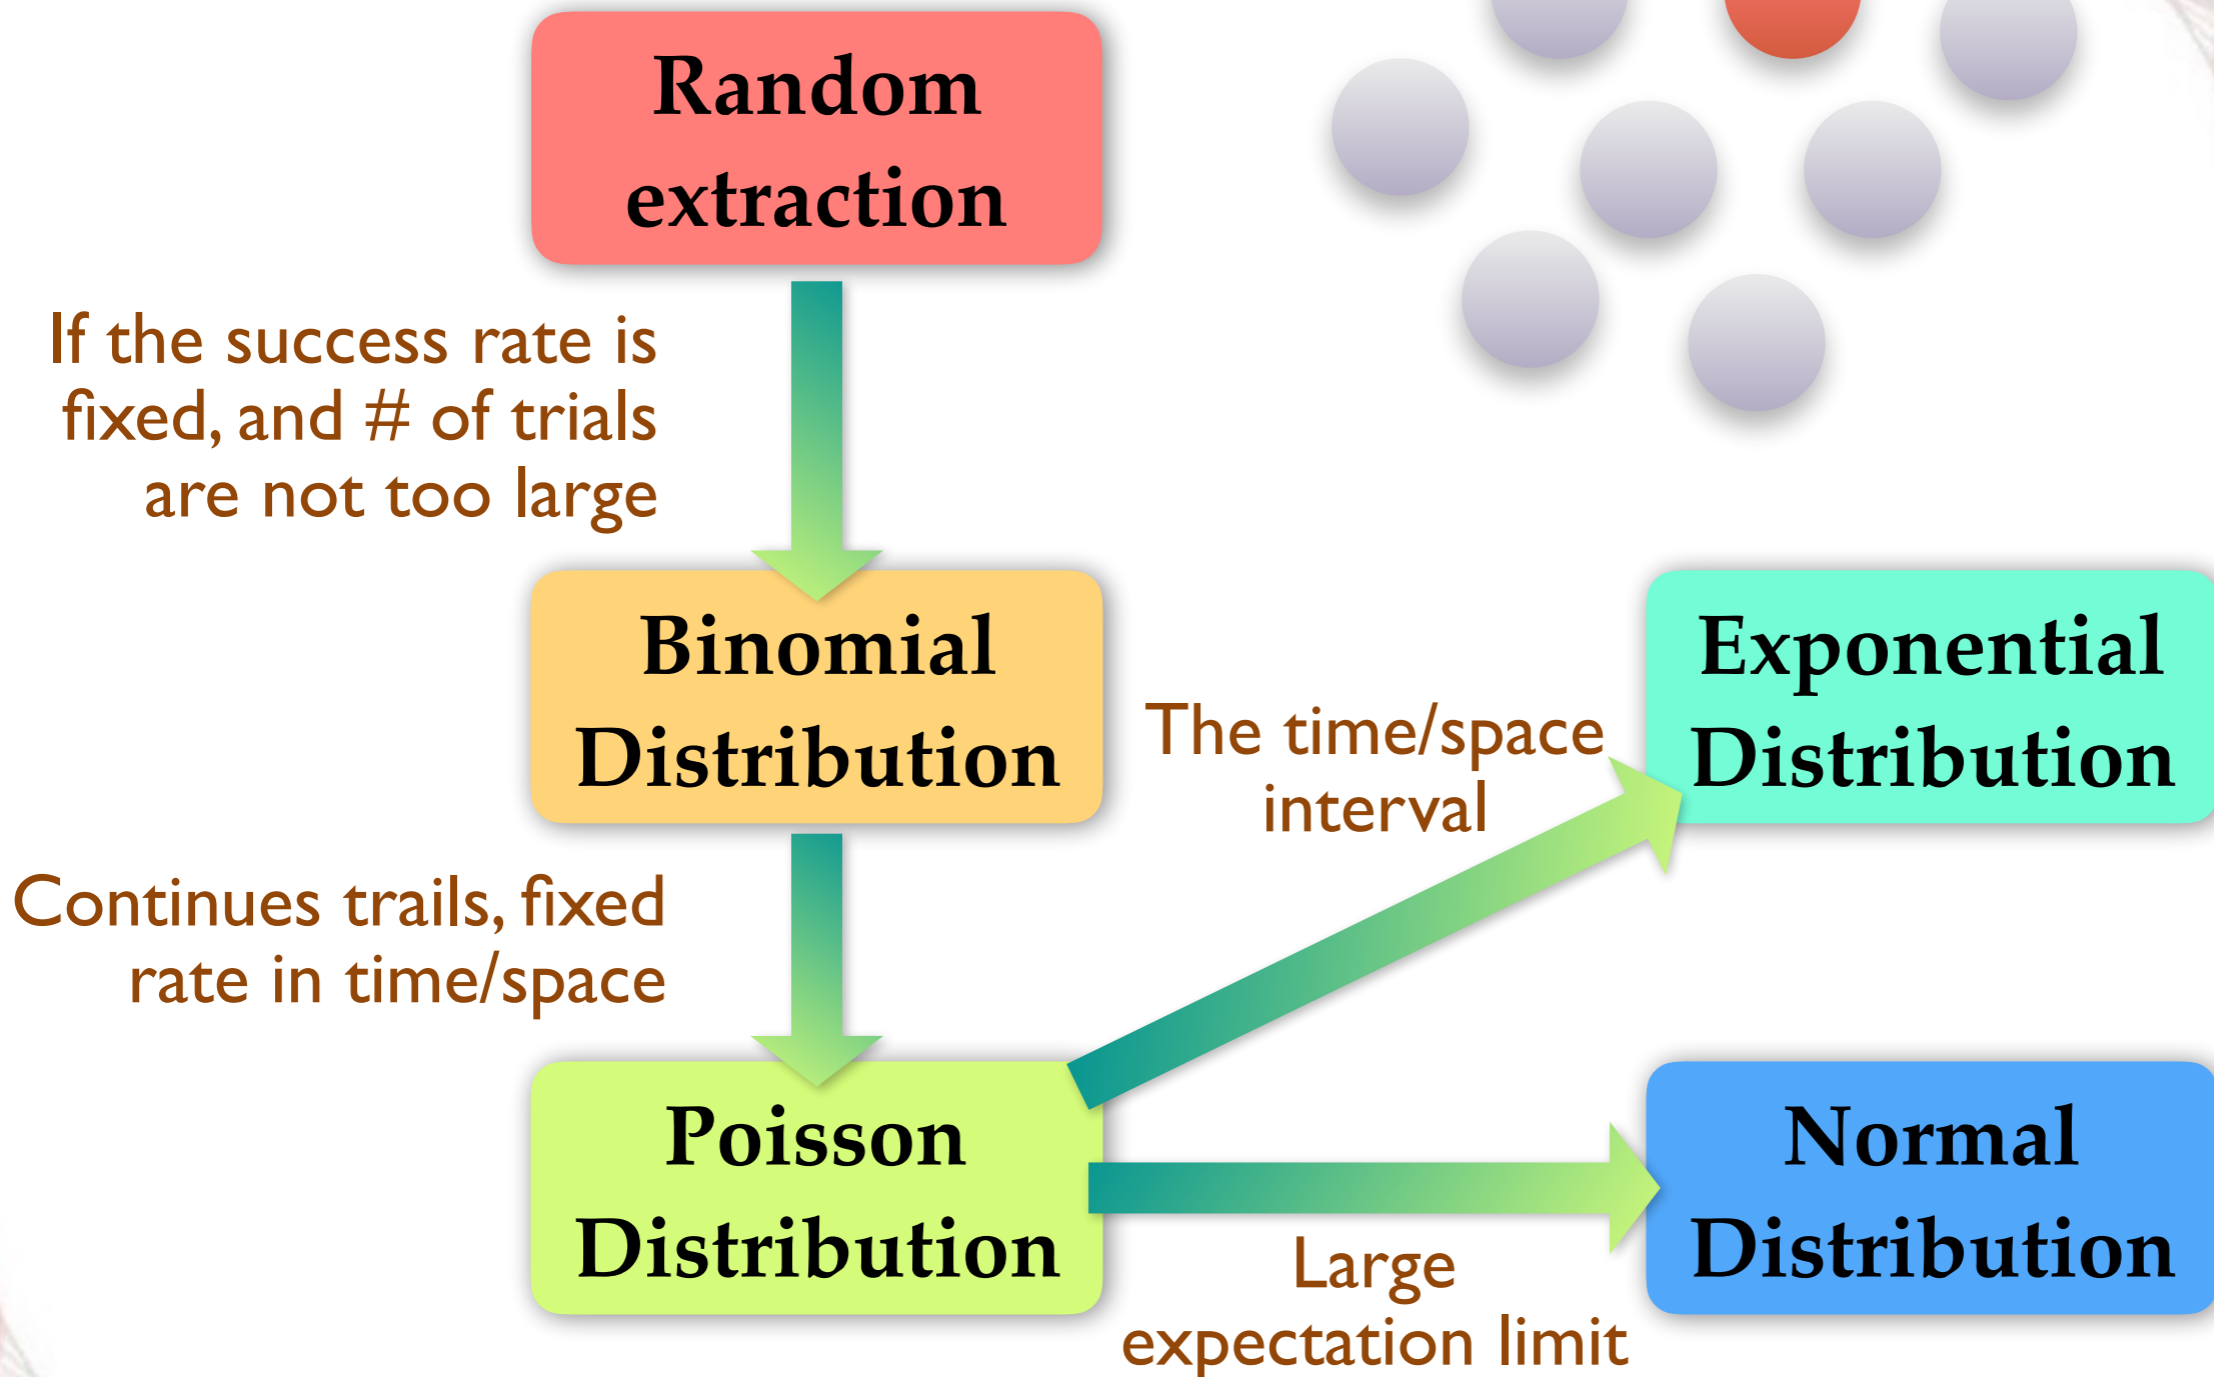 Random
extraction
If the success rate is
fixed, and # of trials
are not too large
Binomial
Distribution
Exponential
Distribution
The time/space
interval
Continues trails, fixed
rate in time/space
Poisson
Distribution
Normal
Distribution
Large
expectation limit